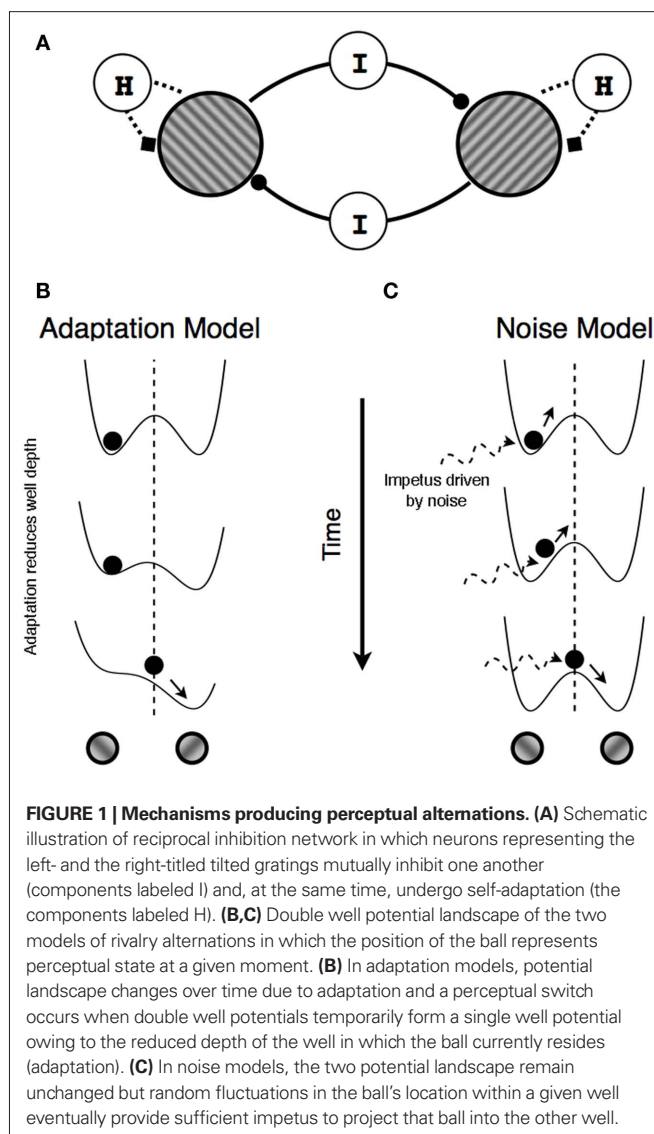 A
H
I
H
I
B
C
Adaptation Model
Noise Model
Adaptation reduces well depth
Time
Impetus driven
by noise
FIGURE 1 | Mechanisms producing perceptual alternations. (A) Schematic
illustration of reciprocal inhibition network in which neurons representing the
left- and the right-titled tilted gratings mutually inhibit one another
(components labeled I) and, at the same time, undergo self-adaptation (the
components labeled H). (B,C) Double well potential landscape of the two
models of rivalry alternations in which the position of the ball represents
perceptual state at a given moment. (B) In adaptation models, potential
landscape changes over time due to adaptation and a perceptual switch
occurs when double well potentials temporarily form a single well potential
owing to the reduced depth of the well in which the ball currently resides
(adaptation). (C) In noise models, the two potential landscape remain
unchanged but random fluctuations in the ball's location within a given well
eventually provide sufficient impetus to project that ball into the other well.